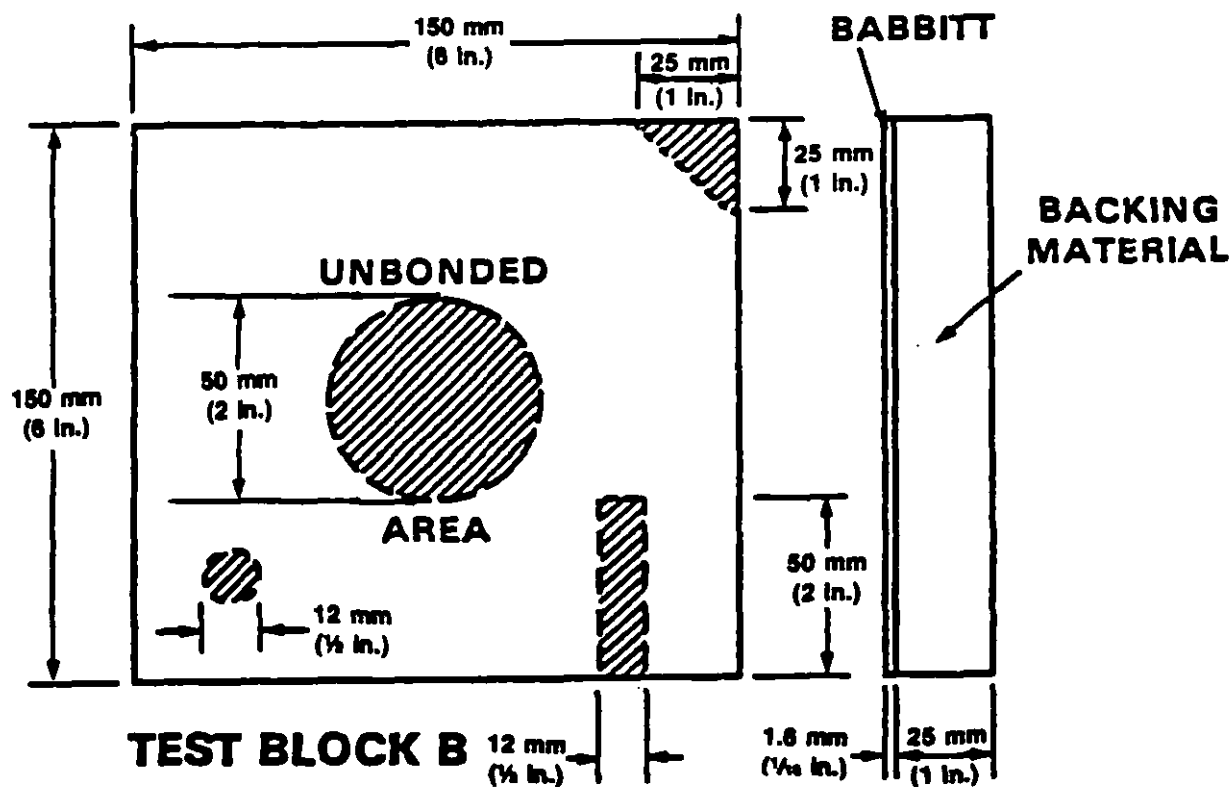 150 mm
(6 in.)
BABBITT
25 mm
(1 in.)
25 mm
(1 in.)
BACKING
MATERIAL
UNBONDED
50 mm
(2 in.)
150 mm
(6 in.)
AREA
50 mm
(2 in.)
12 mm
(½ in.)
TEST BLOCK B
12 mm
(½ in.)
1.6 mm
(1/16 in.)
25 mm
(1 in.)